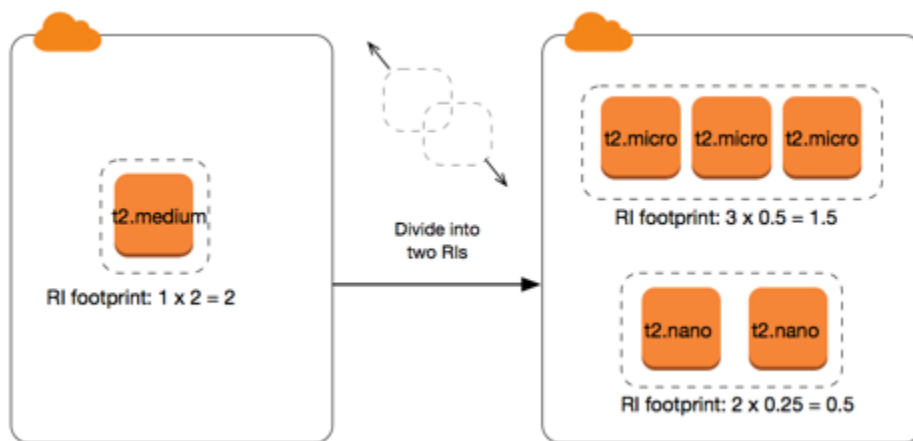 t2.medium
RI footprint: 1 x 2 = 2
Divide into
two RIs
t2.micro t2.micro t2.micro
RI footprint: 3 x 0.5 = 1.5
t2.nano t2.nano
RI footprint: 2 x 0.25 = 0.5